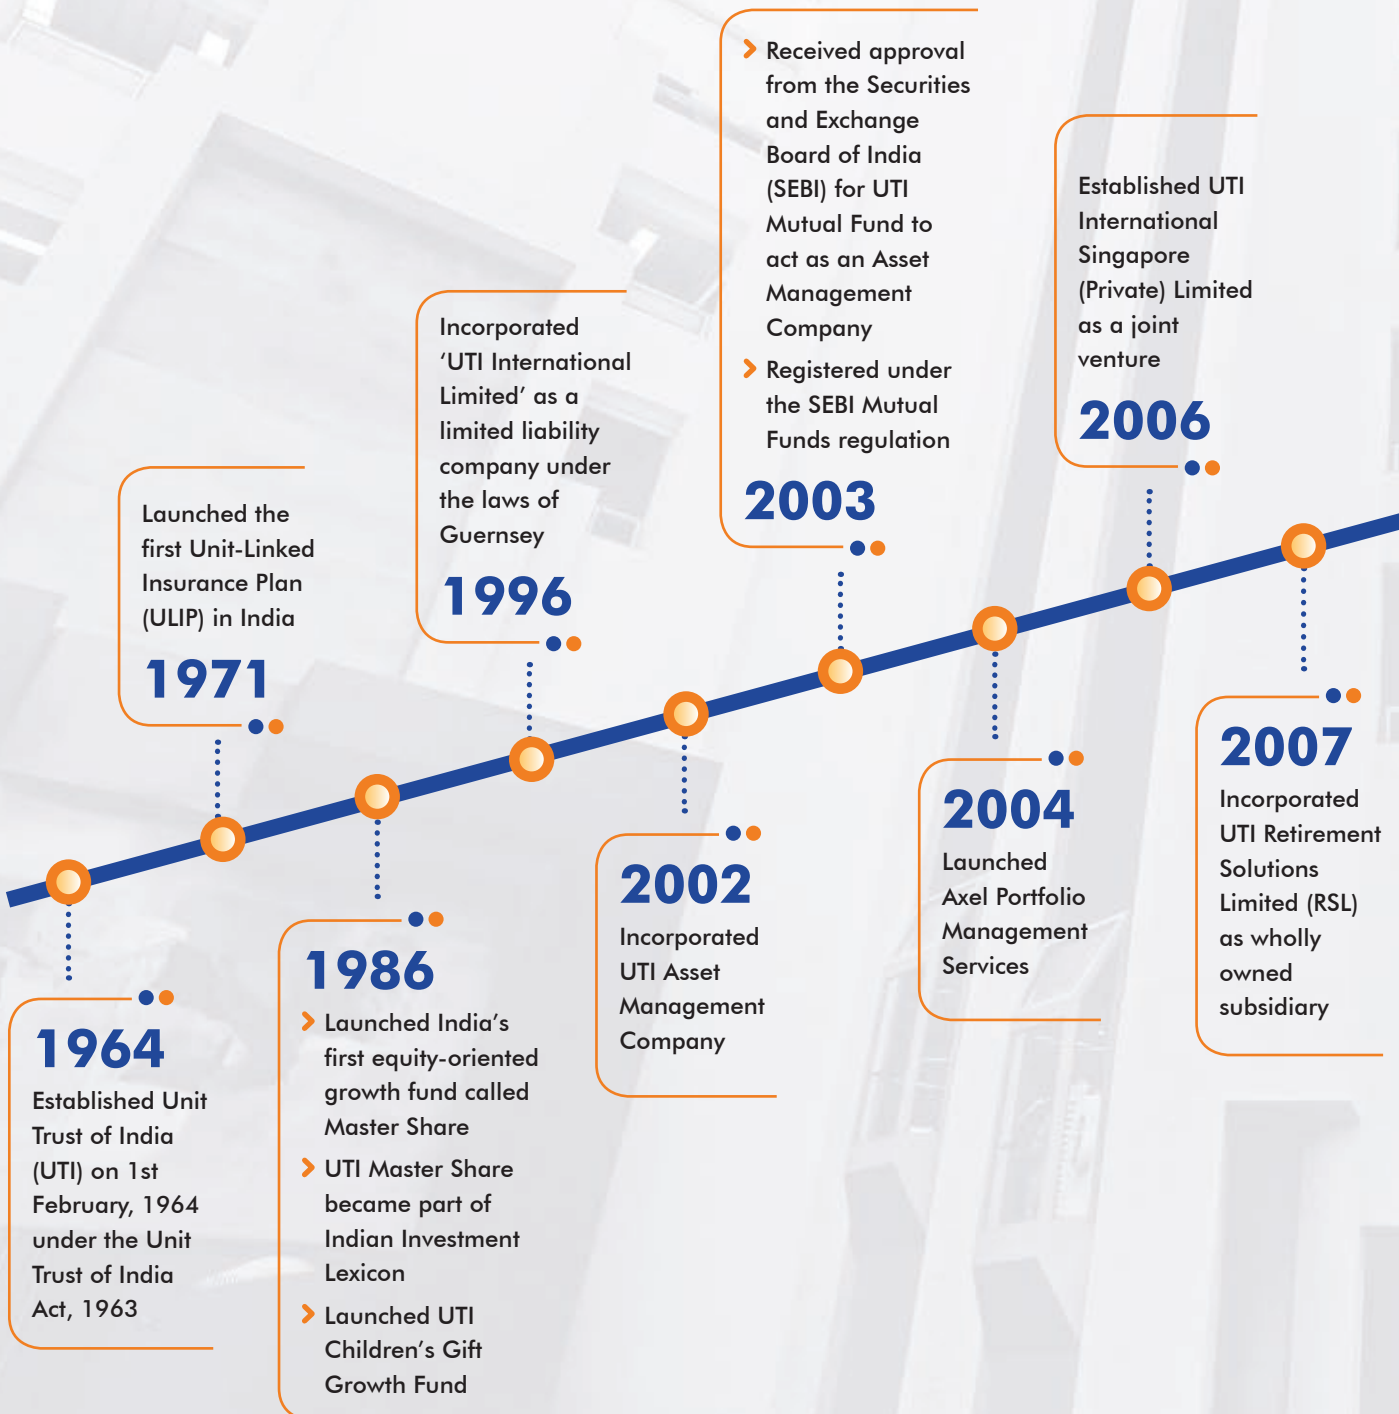 1964
Established Unit
Trust of India
(UTI) on 1st
February, 1964
under the Unit
Trust of India
Act, 1963
Launched the
first Unit-Linked
Insurance Plan
(ULIP) in India
1971
1986
Launched India’s
first equity-oriented
growth fund called
Master Share
UTI Master Share
became part of
Indian Investment
Lexicon
Launched UTI
Children’s Gift
Growth Fund
Incorporated
‘UTI International
Limited’ as a
limited liability
company under
the laws of
Guernsey
1996
2002
Incorporated
UTI Asset
Management
Company
Received approval
from the Securities
and Exchange
Board of India
(SEBI) for UTI
Mutual Fund to
act as an Asset
Management
Company
Registered under
the SEBI Mutual
Funds regulation
2003
2004
Launched
Axel Portfolio
Management
Services
Established UTI
International
Singapore
(Private) Limited
as a joint
venture
2006
2007
Incorporated
UTI Retirement
Solutions
Limited (RSL)
as wholly
owned
subsidiary